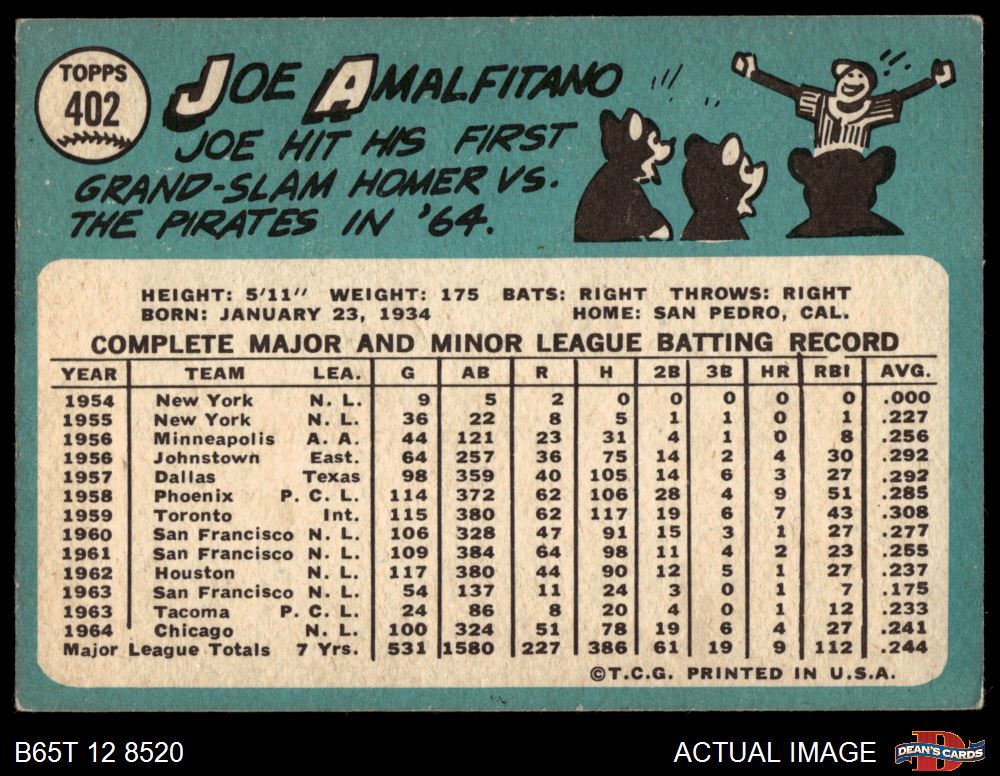 TOPPS
402
JOE AMALFITANO
JOE HIT HIS FIRST
GRAND-SLAM HOMER VS.
THE PIRATES IN '64.
HEIGHT: 5'11" WEIGHT: 175 BATS: RIGHT THROWS: RIGHT
BORN: JANUARY 23, 1934 HOME: SAN PEDRO, CAL.
COMPLETE MAJOR AND MINOR LEAGUE BATTING RECORD
YEAR TEAM LEA. G AB R H 2B 3B HR RBI AVG.
1954 New York N. L. 9 5 2 0 0 0 0 0 .000
1955 New York N. L. 36 22 8 5 1 1 0 1 .227
1956 Minneapolis A. A. 44 121 23 31 4 1 0 8 .256
1956 Johnstown East. 64 257 36 75 14 2 4 30 .292
1957 Dallas Texas 98 359 40 105 14 6 3 27 .292
1958 Phoenix P. C. L. 114 372 62 106 28 4 9 51 .285
1959 Toronto Int. 115 380 62 117 19 6 7 43 .308
1960 San Francisco N. L. 106 328 47 91 15 3 1 27 .277
1961 San Francisco N. L. 109 384 64 98 11 4 2 23 .255
1962 Houston N. L. 117 380 44 90 12 5 1 27 .237
1963 San Francisco N. L. 54 137 11 24 3 0 1 7 .175
1963 Tacoma P. C. L. 24 86 8 20 4 0 1 12 .233
1964 Chicago N. L. 100 324 51 78 19 6 4 27 .241
Major League Totals 7 Yrs. 531 1580 227 386 61 19 9 112 .244
©T.C.G. PRINTED IN U.S.A.
B65T 12 8520 ACTUAL IMAGE DEAN'S CARDS